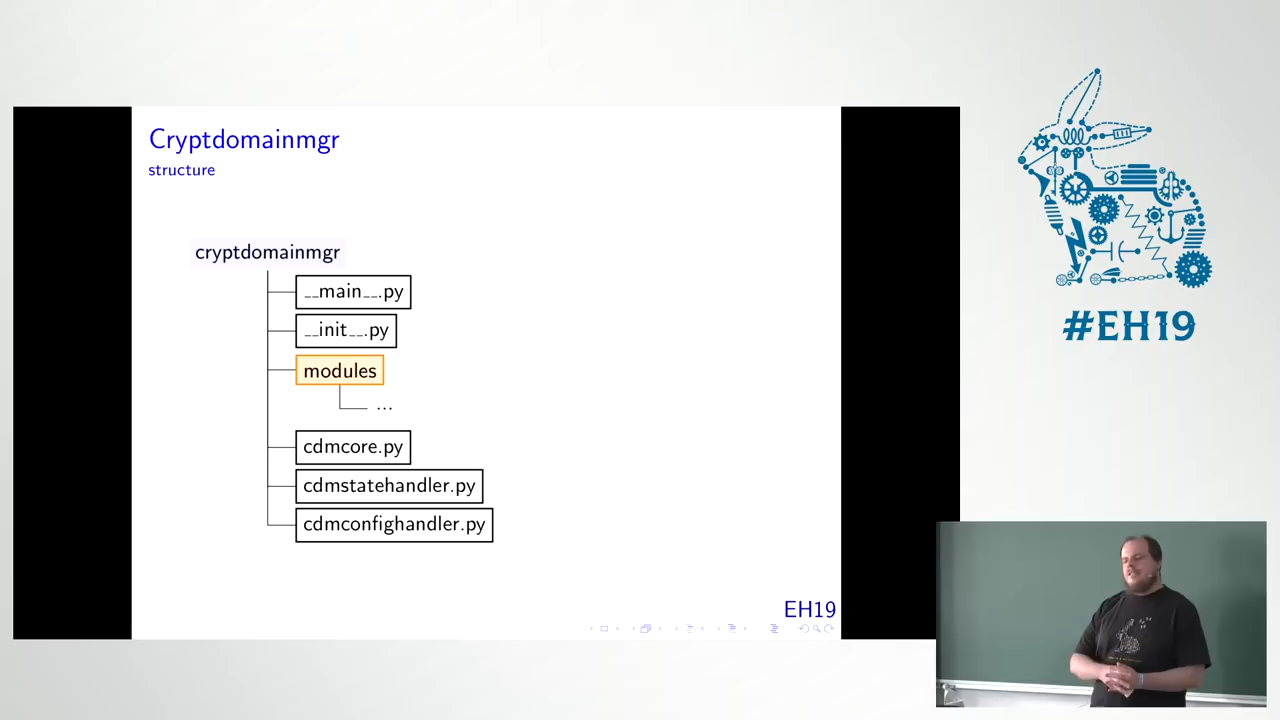 Cryptdomainmgr
structure
cryptdomainmgr
__main__.py
__init__.py
modules
...
cdmcore.py
cdmstatehandler.py
cdmconfighandler.py
EH19
#EH19